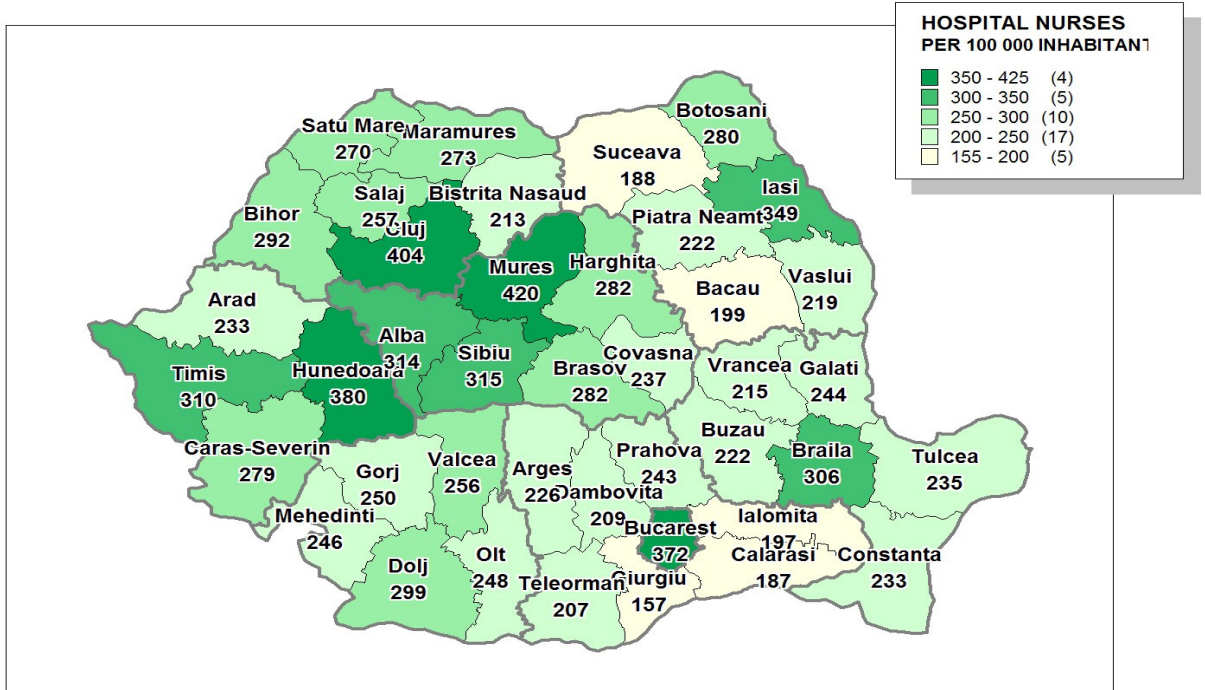 HOSPITAL NURSES
PER 100 000 INHABITANT
350 - 425 (4)
300 - 350 (5)
250 - 300 (10)
200 - 250 (17)
155 - 200 (5)
Botosani
280
Satu Mare
270
Maramures
273
Suceava
188
Iasi
349
Salaj
257
Bistrita Nasaud
213
Bihor
292
Cluj
404
Piatra Neamt
222
Mures
420
Harghita
282
Bacau
199
Vaslui
219
Arad
233
Alba
314
Sibiu
315
Covasna
237
Brasov
282
Vrancea
215
Galati
244
Timis
310
Hunedoara
380
Caras-Severin
279
Gorj
250
Valcea
256
Arges
226
Prahova
243
Buzau
222
Braila
306
Tulcea
235
Dambovita
209
Mehedinti
246
Bucarest
372
Ialomita
197
Calarasi
187
Constanta
233
Dolj
299
Olt
248
Teleorman
207
Giurgiu
157